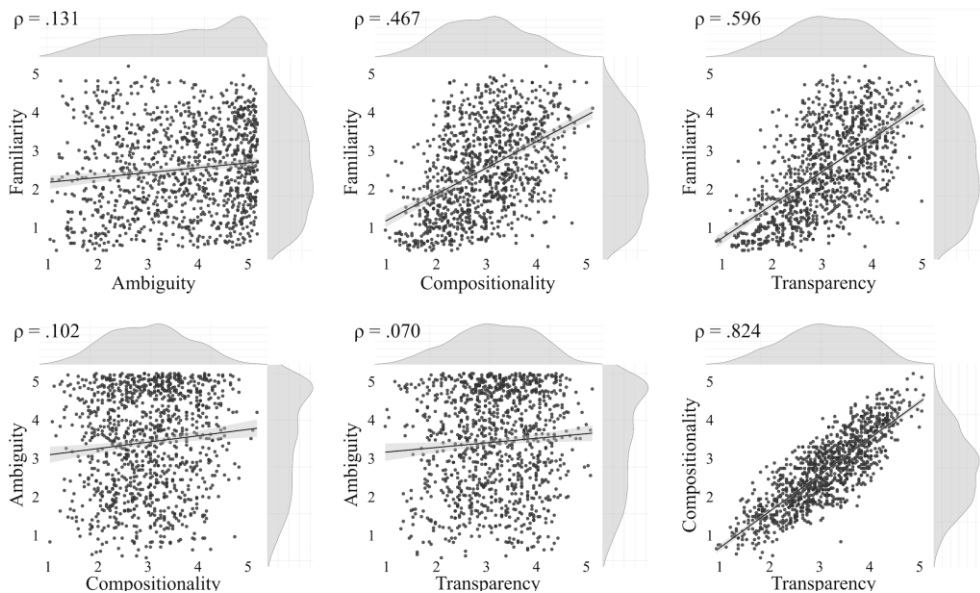 ρ = .131
5
4
3
2
1
Familiarity
1 2 3 4 5
Ambiguity
ρ = .467
5
4
3
2
1
Familiarity
1 2 3 4 5
Compositionality
ρ = .596
5
4
3
2
1
Familiarity
1 2 3 4 5
Transparency
ρ = .102
5
4
3
2
1
Ambiguity
1 2 3 4 5
Compositionality
ρ = .070
5
4
3
2
1
Ambiguity
1 2 3 4 5
Transparency
ρ = .824
5
4
3
2
1
Compositionality
1 2 3 4 5
Transparency